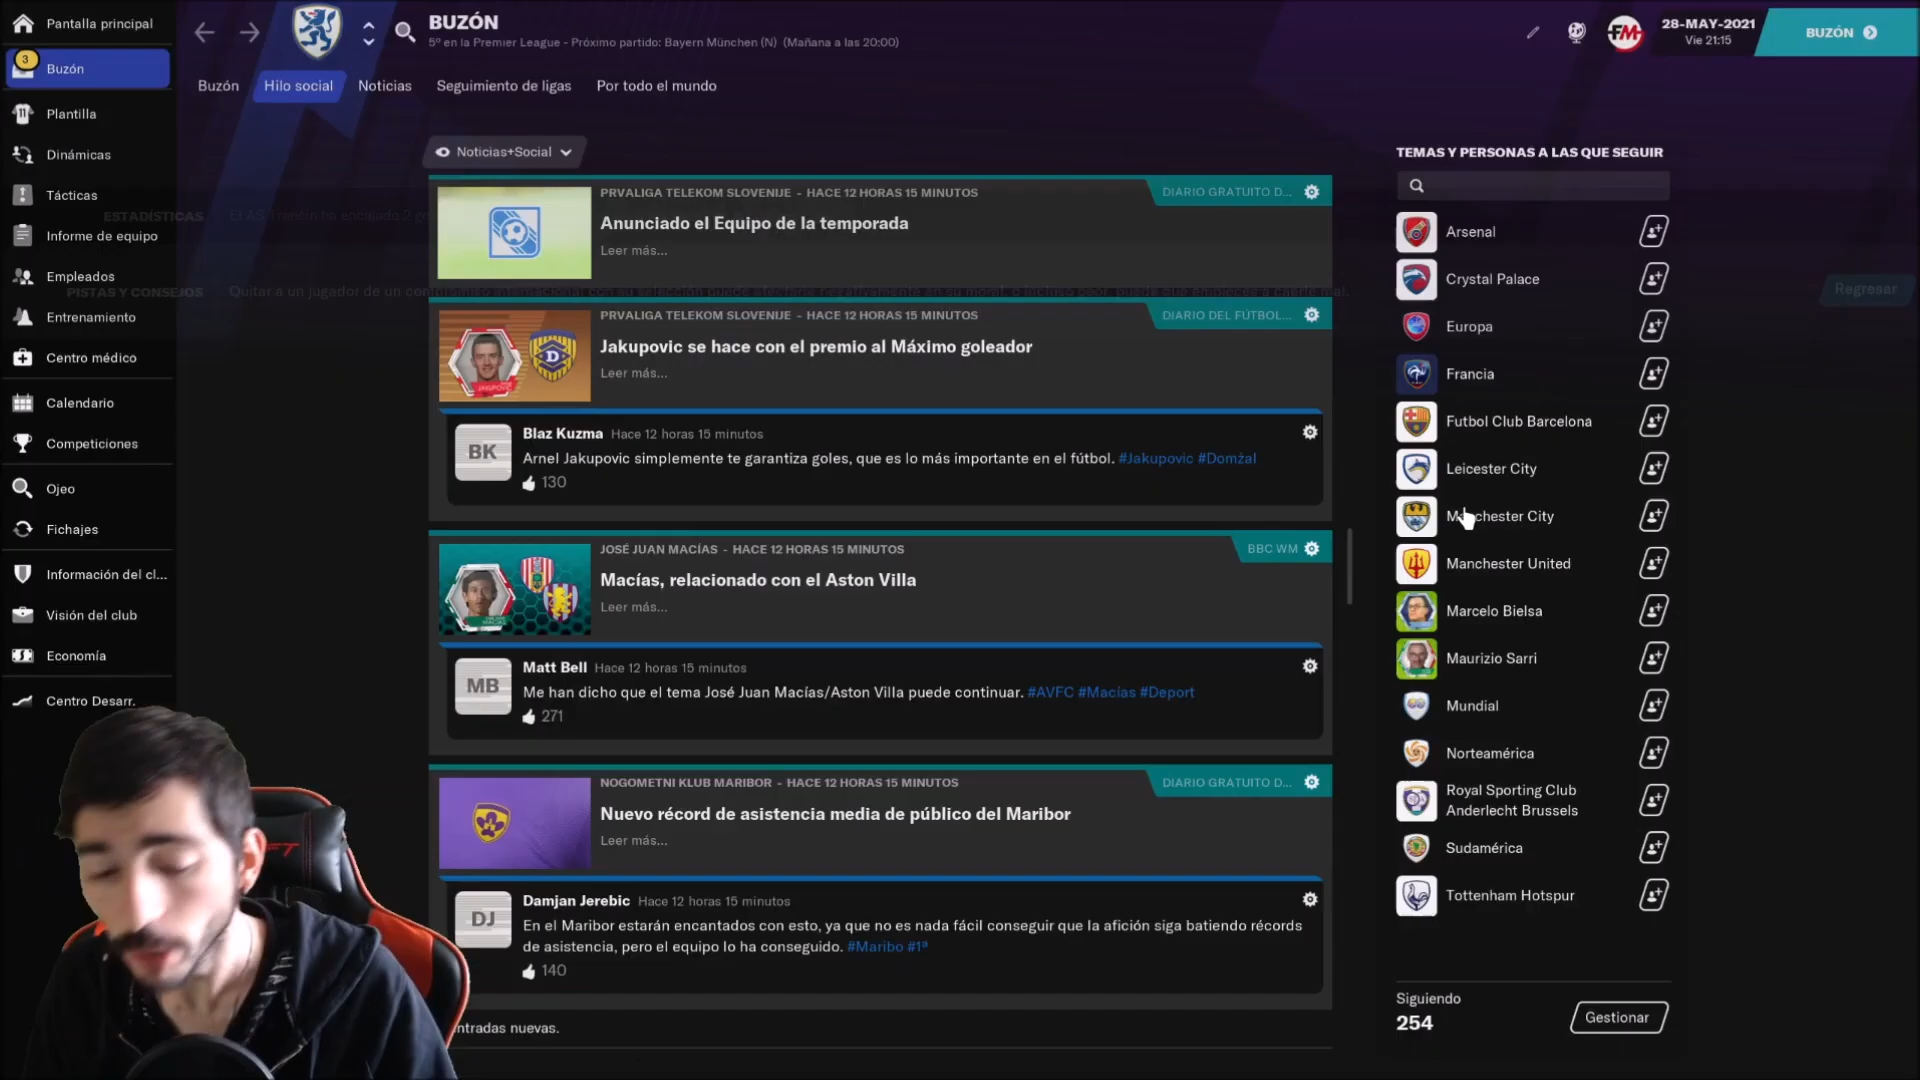 Pantalla principal
BUZÓN
5º en la Premier League - Próximo partido: Bayern München (N) (Mañana a las 20:00)
FM
28-MAY-2021
Vie 21:15
BUZÓN
3
Buzón
Buzón
Hilo social
Noticias
Seguimiento de ligas
Por todo el mundo
Plantilla
Dinámicas
Tácticas
Informe de equipo
Empleados
Entrenamiento
Centro médico
Calendario
Competiciones
Ojeo
Fichajes
Información del cl...
Visión del club
Economía
Centro Desarr.
ESTADÍSTICAS
PISTAS Y CONSEJOS
Regresar
Noticias+Social
PRVALIGA TELEKOM SLOVENIJE - HACE 12 HORAS 15 MINUTOS
DIARIO GRATUITO D...
Anunciado el Equipo de la temporada
Leer más...
PRVALIGA TELEKOM SLOVENIJE - HACE 12 HORAS 15 MINUTOS
DIARIO DEL FÚTBOL...
Jakupovic se hace con el premio al Máximo goleador
Leer más...
BK
Blaz Kuzma Hace 12 horas 15 minutos
Arnel Jakupovic simplemente te garantiza goles, que es lo más importante en el fútbol. #Jakupovic #Domžal
130
JOSÉ JUAN MACÍAS - HACE 12 HORAS 15 MINUTOS
BBC WM
Macías, relacionado con el Aston Villa
Leer más...
MB
Matt Bell Hace 12 horas 15 minutos
Me han dicho que el tema José Juan Macías/Aston Villa puede continuar. #AVFC #Macías #Deport
271
NOGOMETNI KLUB MARIBOR - HACE 12 HORAS 15 MINUTOS
DIARIO GRATUITO D...
Nuevo récord de asistencia media de público del Maribor
Leer más...
DJ
Damjan Jerebic Hace 12 horas 15 minutos
En el Maribor estarán encantados con esto, ya que no es nada fácil conseguir que la afición siga batiendo récords
de asistencia, pero el equipo lo ha conseguido. #Maribo #1ª
140
ntradas nuevas.
TEMAS Y PERSONAS A LAS QUE SEGUIR
Arsenal
Crystal Palace
Europa
Francia
Futbol Club Barcelona
Leicester City
Manchester City
Manchester United
Marcelo Bielsa
Maurizio Sarri
Mundial
Norteamérica
Royal Sporting Club
Anderlecht Brussels
Sudamérica
Tottenham Hotspur
Siguiendo
254
Gestionar